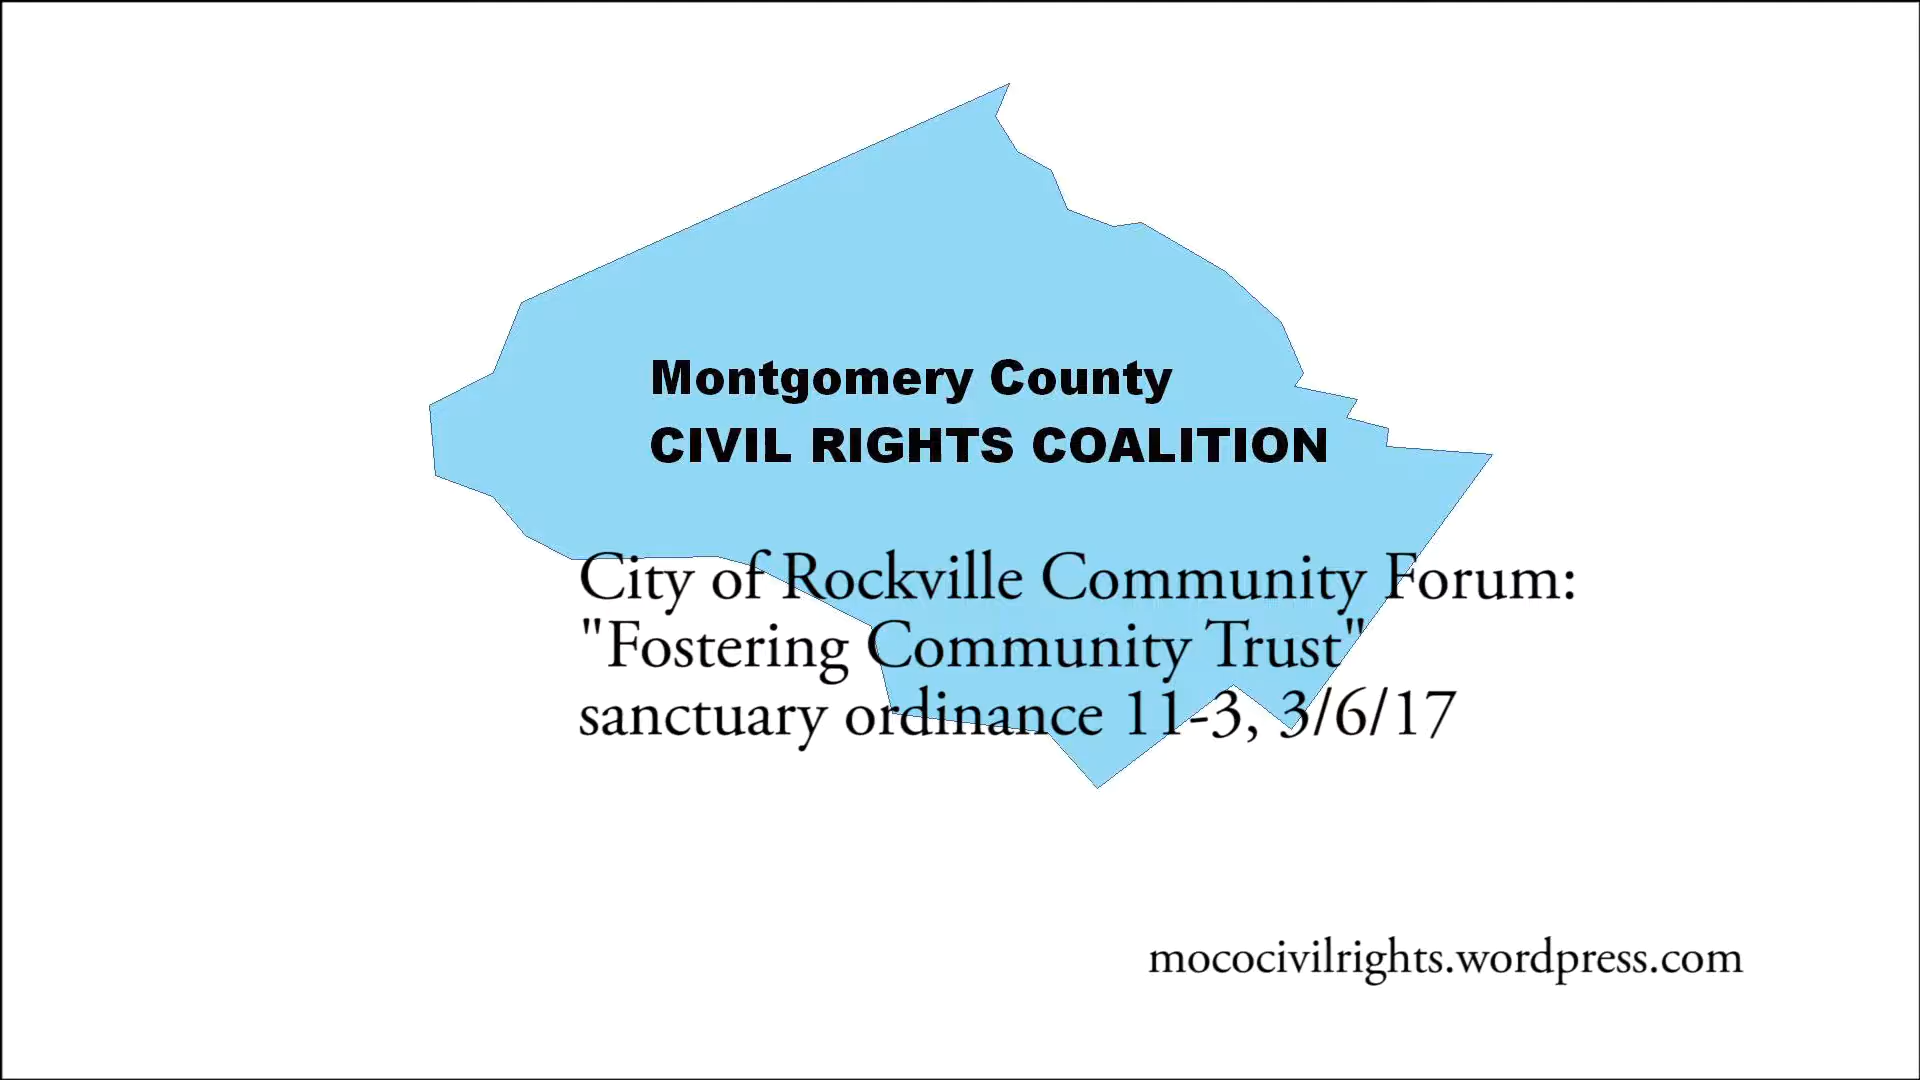 Montgomery County
CIVIL RIGHTS COALITION
City of Rockville Community Forum:
"Fostering Community Trust"
sanctuary ordinance 11-3, 3/6/17
mococivilrights.wordpress.com